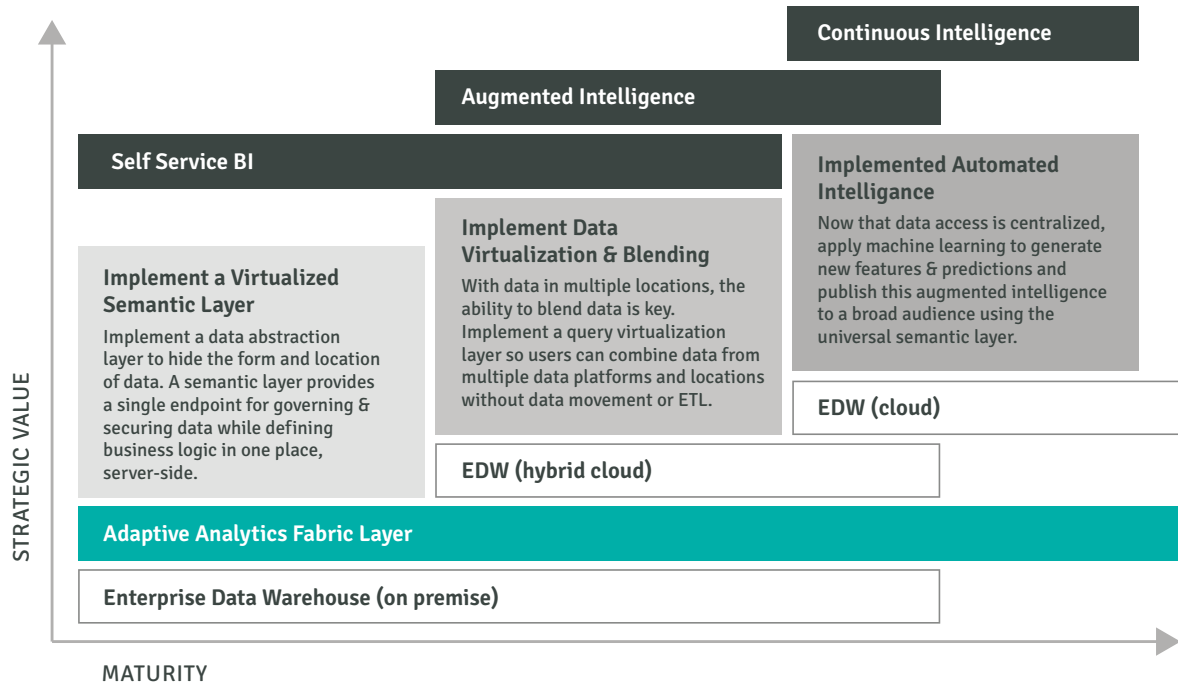 Continuous Intelligence
Augmented Intelligence
Self Service BI
Implemented Automated
Intelligance
Now that data access is centralized,
apply machine learning to generate
new features & predictions and
publish this augmented intelligence
to a broad audience using the
universal semantic layer.
Implement Data
Virtualization & Blending
With data in multiple locations, the
ability to blend data is key.
Implement a query virtualization
layer so users can combine data from
multiple data platforms and locations
without data movement or ETL.
Implement a Virtualized
Semantic Layer
Implement a data abstraction
layer to hide the form and location
of data. A semantic layer provides
a single endpoint for governing &
securing data while defining
business logic in one place,
server-side.
EDW (cloud)
EDW (hybrid cloud)
Adaptive Analytics Fabric Layer
Enterprise Data Warehouse (on premise)
STRATEGIC VALUE
MATURITY